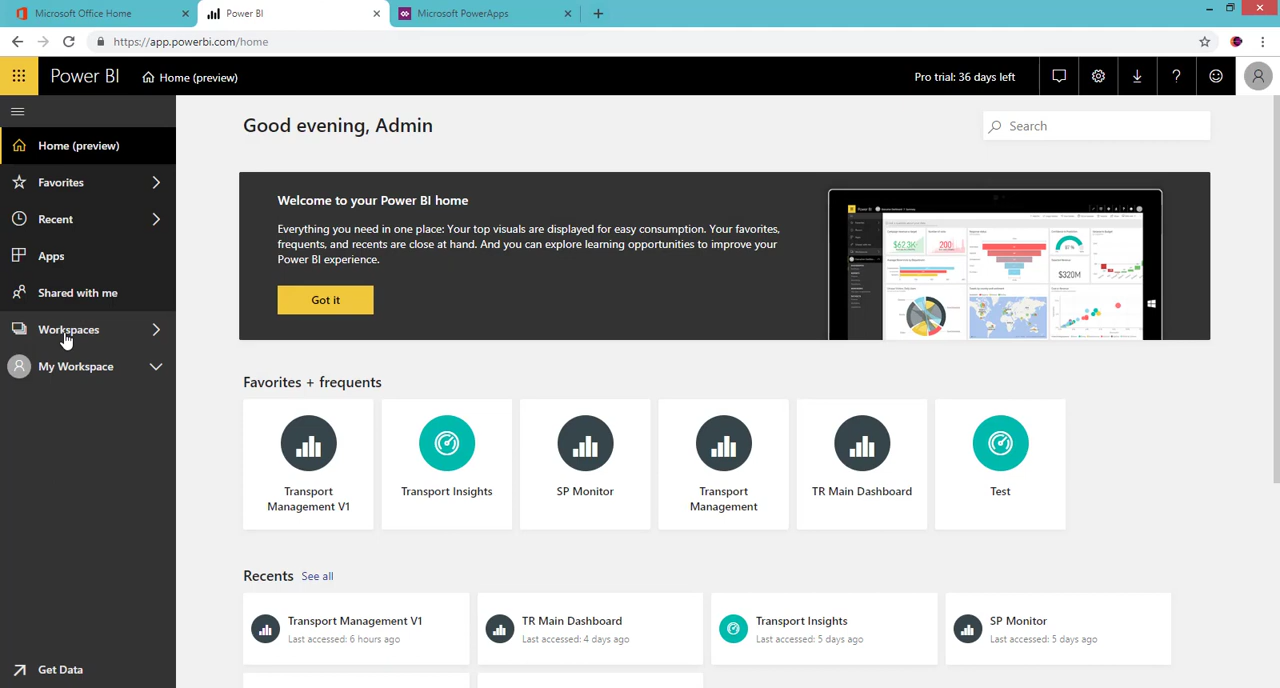 Microsoft Office Home
Power BI
Microsoft PowerApps
https://app.powerbi.com/home
Power BI
Home (preview)
Pro trial: 36 days left
Home (preview)
Favorites
Recent
Apps
Shared with me
Workspaces
My Workspace
Get Data
Good evening, Admin
Search
Welcome to your Power BI home
Everything you need in one place: Your top visuals are displayed for easy consumption. Your favorites,
frequents, and recents are close at hand. And you can explore learning opportunities to improve your
Power BI experience.
Got it
$62.3K
200
$320M
Favorites + frequents
Transport
Management V1
Transport Insights
SP Monitor
Transport
Management
TR Main Dashboard
Test
Recents
See all
Transport Management V1
Last accessed: 6 hours ago
TR Main Dashboard
Last accessed: 4 days ago
Transport Insights
Last accessed: 5 days ago
SP Monitor
Last accessed: 5 days ago